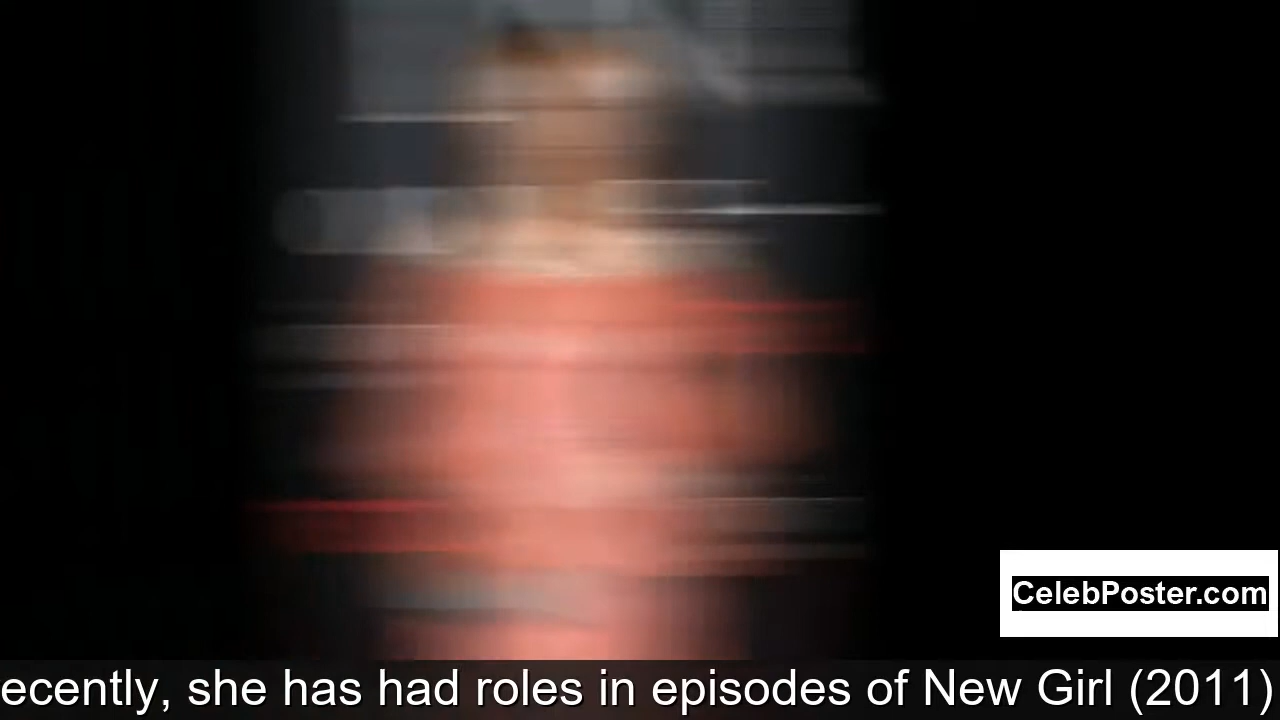 CelebPoster.com
ecently, she has had roles in episodes of New Girl (2011)